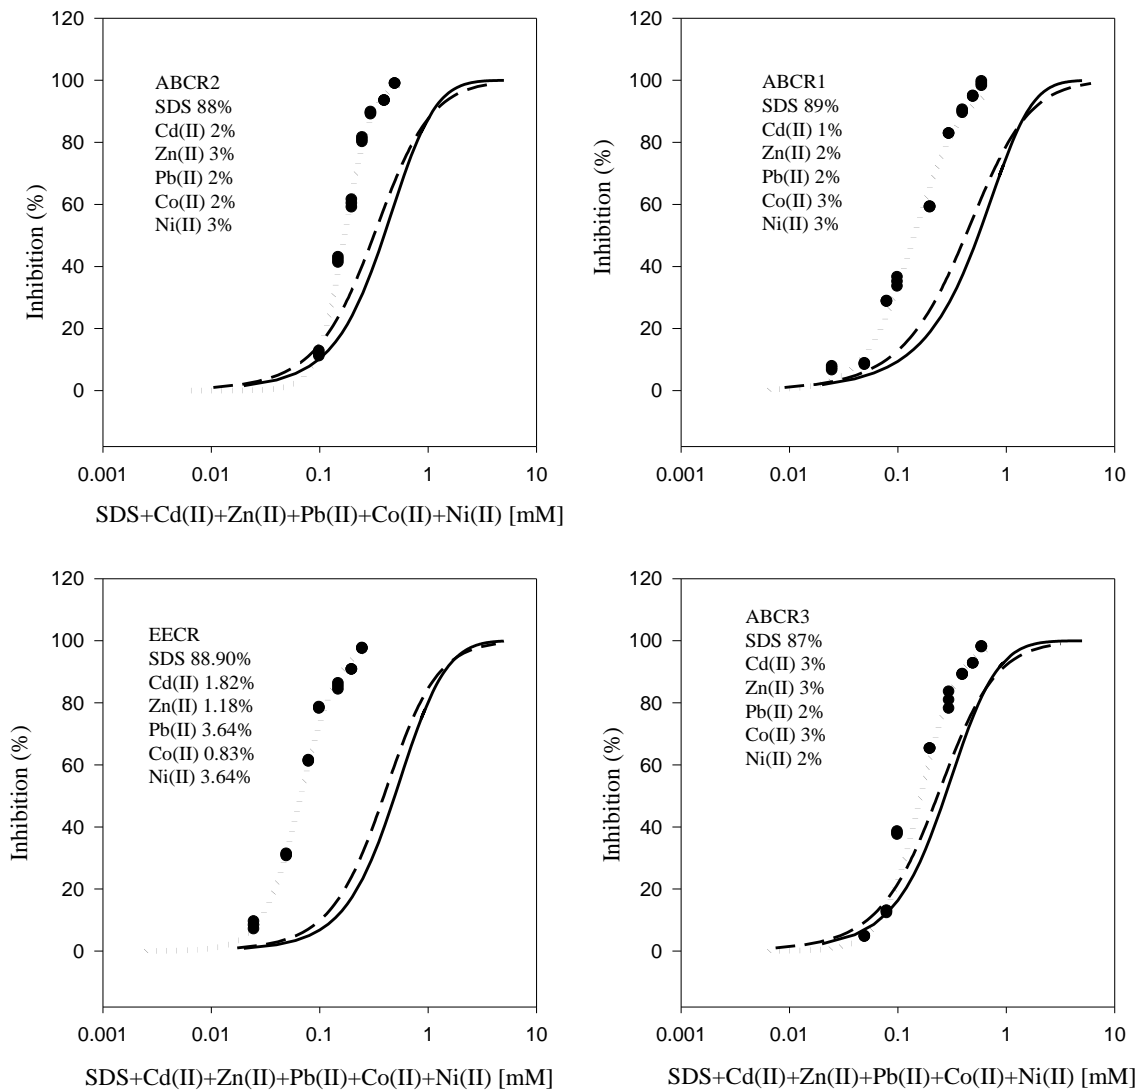 120
100
80
60
40
20
0
Inhibition (%)
ABCR2
SDS 88%
Cd(II) 2%
Zn(II) 3%
Pb(II) 2%
Co(II) 2%
Ni(II) 3%
0.001 0.01 0.1 1 10
SDS+Cd(II)+Zn(II)+Pb(II)+Co(II)+Ni(II) [mM]
120
100
80
60
40
20
0
Inhibition (%)
ABCR1
SDS 89%
Cd(II) 1%
Zn(II) 2%
Pb(II) 2%
Co(II) 3%
Ni(II) 3%
0.001 0.01 0.1 1 10
120
100
80
60
40
20
0
Inhibition (%)
EECR
SDS 88.90%
Cd(II) 1.82%
Zn(II) 1.18%
Pb(II) 3.64%
Co(II) 0.83%
Ni(II) 3.64%
0.001 0.01 0.1 1 10
SDS+Cd(II)+Zn(II)+Pb(II)+Co(II)+Ni(II) [mM]
120
100
80
60
40
20
0
Inhibition (%)
ABCR3
SDS 87%
Cd(II) 3%
Zn(II) 3%
Pb(II) 2%
Co(II) 3%
Ni(II) 2%
0.001 0.01 0.1 1 10
SDS+Cd(II)+Zn(II)+Pb(II)+Co(II)+Ni(II) [mM]